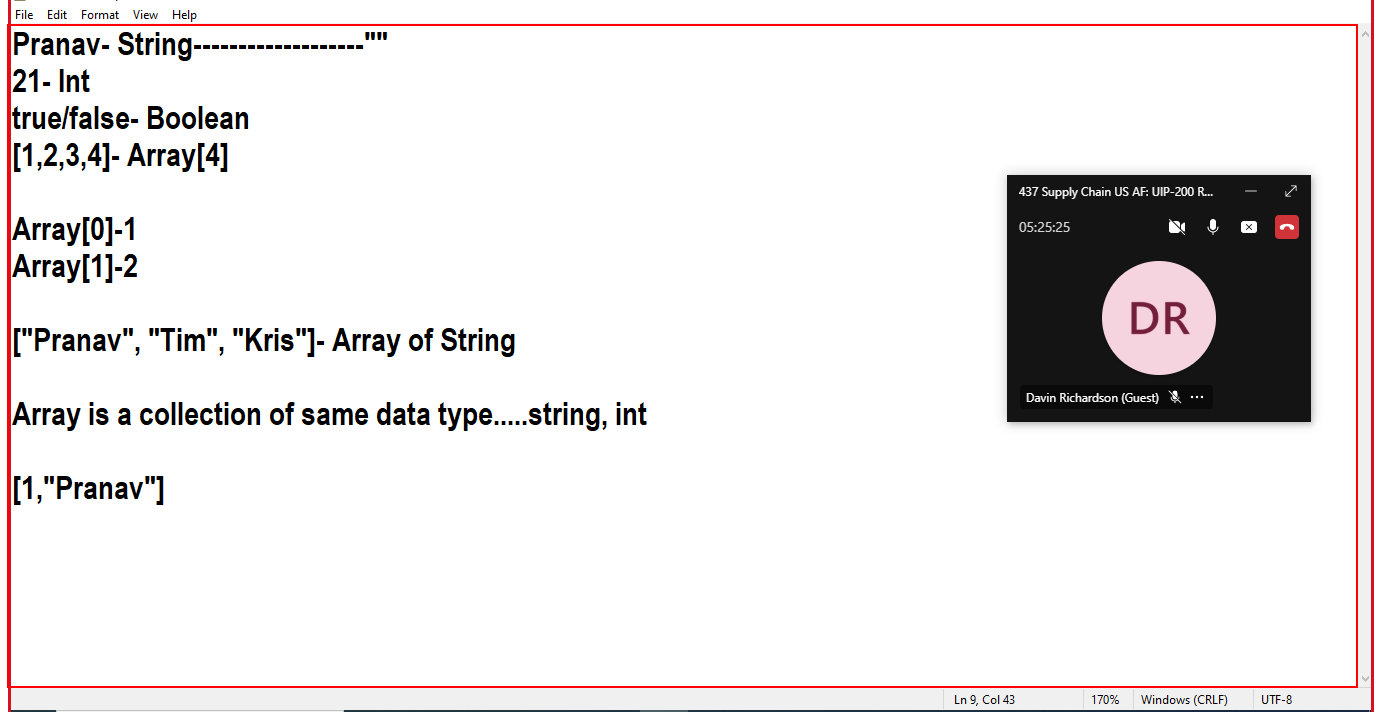 File Edit Format View Help
Pranav- String-------------------""
21- Int
true/false- Boolean
[1,2,3,4]- Array[4]
Array[0]-1
Array[1]-2
["Pranav", "Tim", "Kris"]- Array of String
Array is a collection of same data type.....string, int
[1,"Pranav"]
437 Supply Chain US AF: UIP-200 R...
05:25:25
DR
Davin Richardson (Guest)
Ln 9, Col 43 170% Windows (CRLF) UTF-8